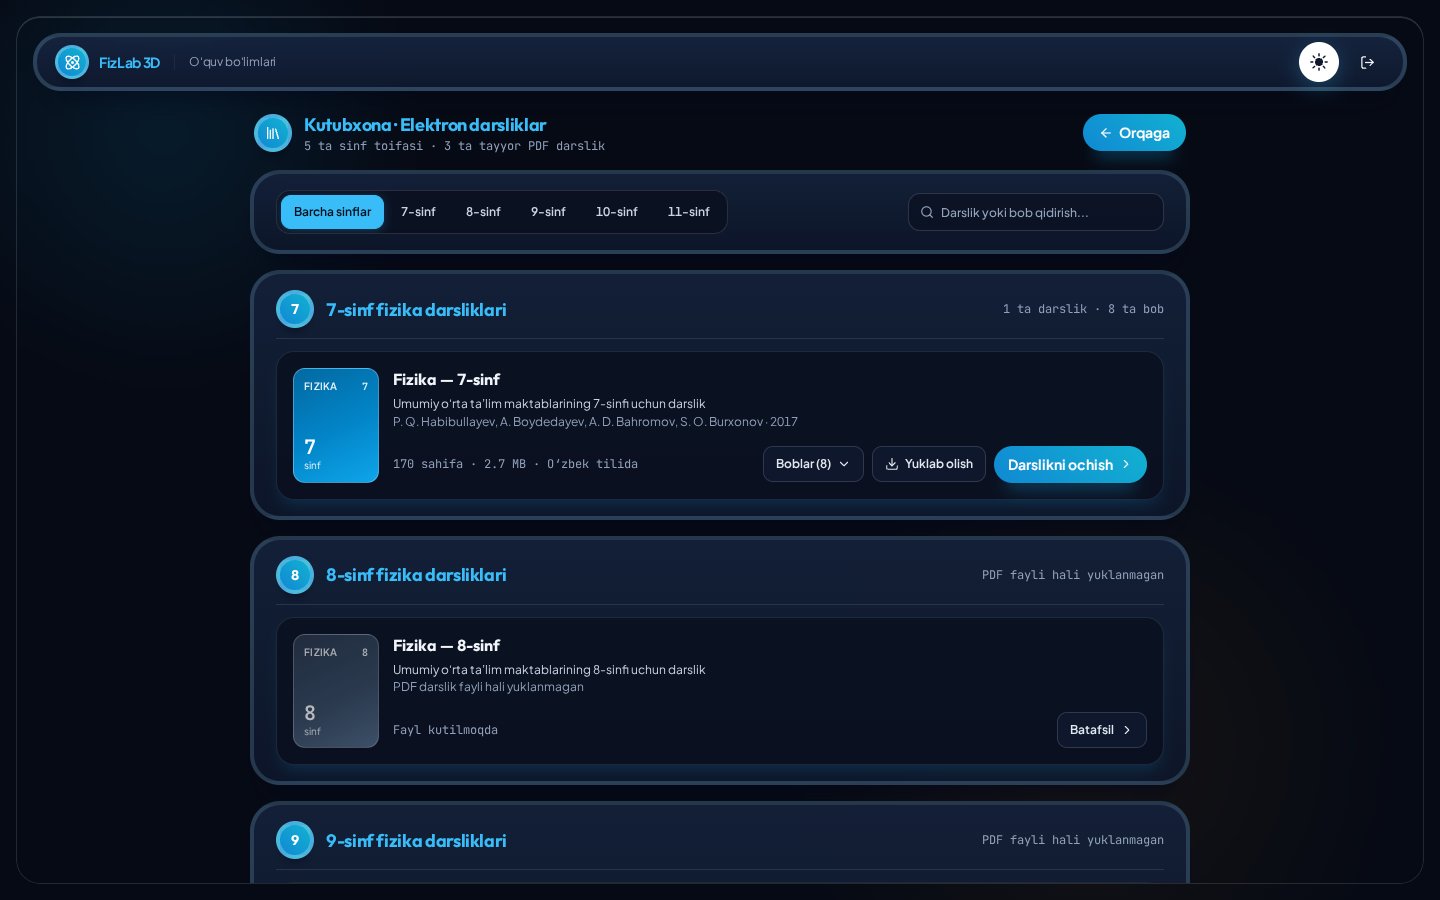 FizLab 3D
O'quv bo'limlari
Kutubxona · Elektron darsliklar
5 ta sinf toifasi · 3 ta tayyor PDF darslik
Orqaga
Barcha sinflar
7-sinf
8-sinf
9-sinf
10-sinf
11-sinf
Darslik yoki bob qidirish...
7
7-sinf fizika darsliklari
1 ta darslik · 8 ta bob
FIZIKA 7
7
sinf
Fizika — 7-sinf
Umumiy o'rta ta'lim maktablarining 7-sinfi uchun darslik
P. Q. Habibullayev, A. Boydedayev, A. D. Bahromov, S. O. Burxonov · 2017
170 sahifa · 2.7 MB · O'zbek tilida
Boblar (8)
Yuklab olish
Darslikni ochish
8
8-sinf fizika darsliklari
PDF fayli hali yuklanmagan
FIZIKA 8
8
sinf
Fizika — 8-sinf
Umumiy o'rta ta'lim maktablarining 8-sinfi uchun darslik
PDF darslik fayli hali yuklanmagan
Fayl kutilmoqda
Batafsil
9
9-sinf fizika darsliklari
PDF fayli hali yuklanmagan